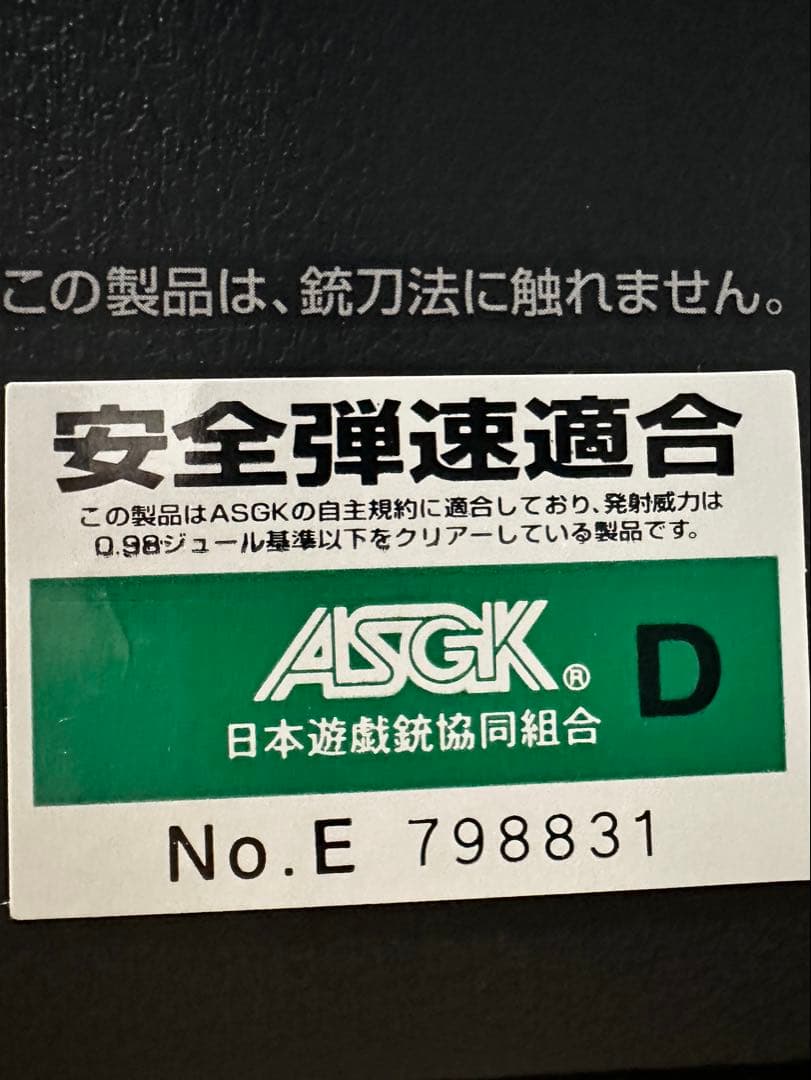 この製品は、銃刀法に触れません。
安全弾速適合
この製品はASGKの自主規約に適合しており、発射威力は
0.98ジュール基準以下をクリアーしている製品です。
ASGK® D
日本遊戯銃協同組合
No.E 798831